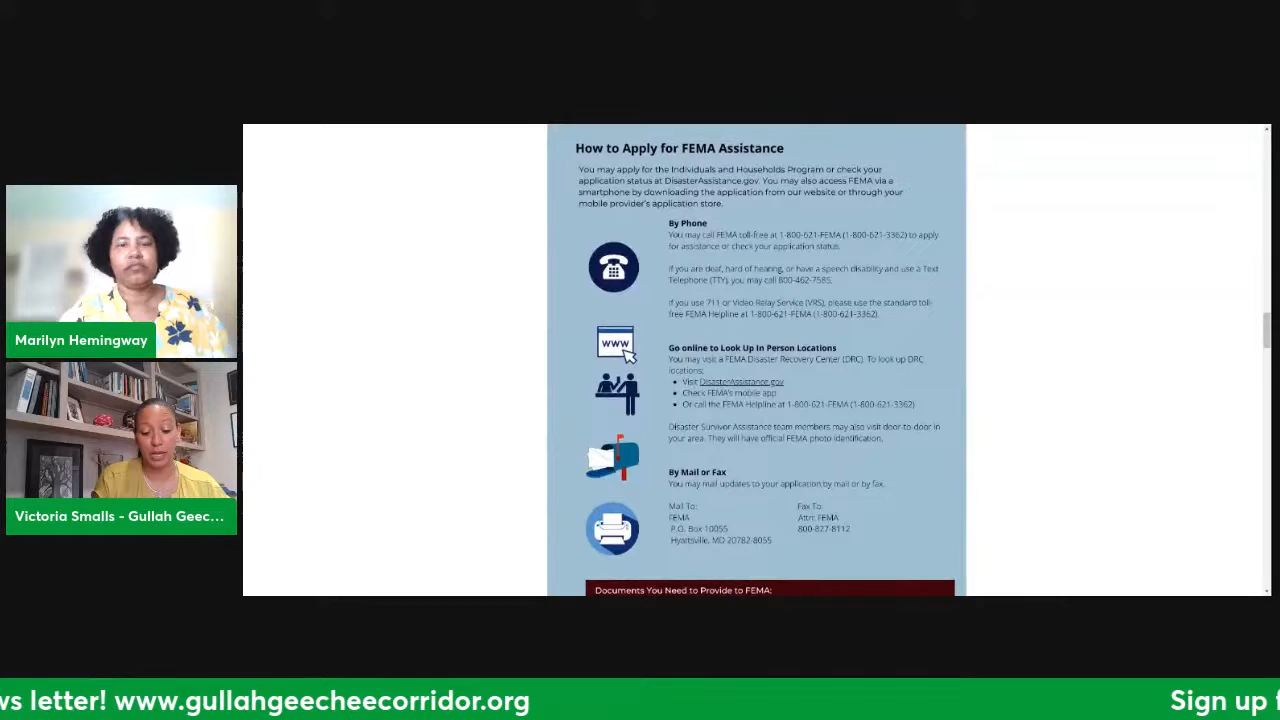 How to Apply for FEMA Assistance
You may apply for the Individuals and Households Program or check your
application status at DisasterAssistance.gov. You may also access FEMA via a
smartphone by downloading the application from our website or through your
mobile provider's application store.
By Phone
You may call FEMA toll-free at 1-800-621-FEMA (1-800-621-3362) to apply
for assistance or check your application status.
If you are deaf, hard of hearing, or have a speech disability and use a Text
Telephone (TTY), you may call 800-462-7585.
If you use 711 or Video Relay Service (VRS), please use the standard toll-
free FEMA Helpline at 1-800-621-FEMA (1-800-621-3362).
WWW
Go online to Look Up In Person Locations
You may visit a FEMA Disaster Recovery Center (DRC). To look up DRC
locations:
• Visit DisasterAssistance.gov
• Check FEMA's mobile app
• Or call the FEMA Helpline at 1-800-621-FEMA (1-800-621-3362)
Disaster Survivor Assistance team members may also visit door-to-door in
your area. They will have official FEMA photo identification.
By Mail or Fax
You may mail updates to your application by mail or by fax.
Mail To:
FEMA
P.O. Box 10055
Hyattsville, MD 20782-8055
Fax To:
Attn: FEMA
800-827-8112
Documents You Need to Provide to FEMA:
Marilyn Hemingway
Victoria Smalls - Gullah Geec...
ws letter! www.gullahgeecheecorridor.org
Sign up f